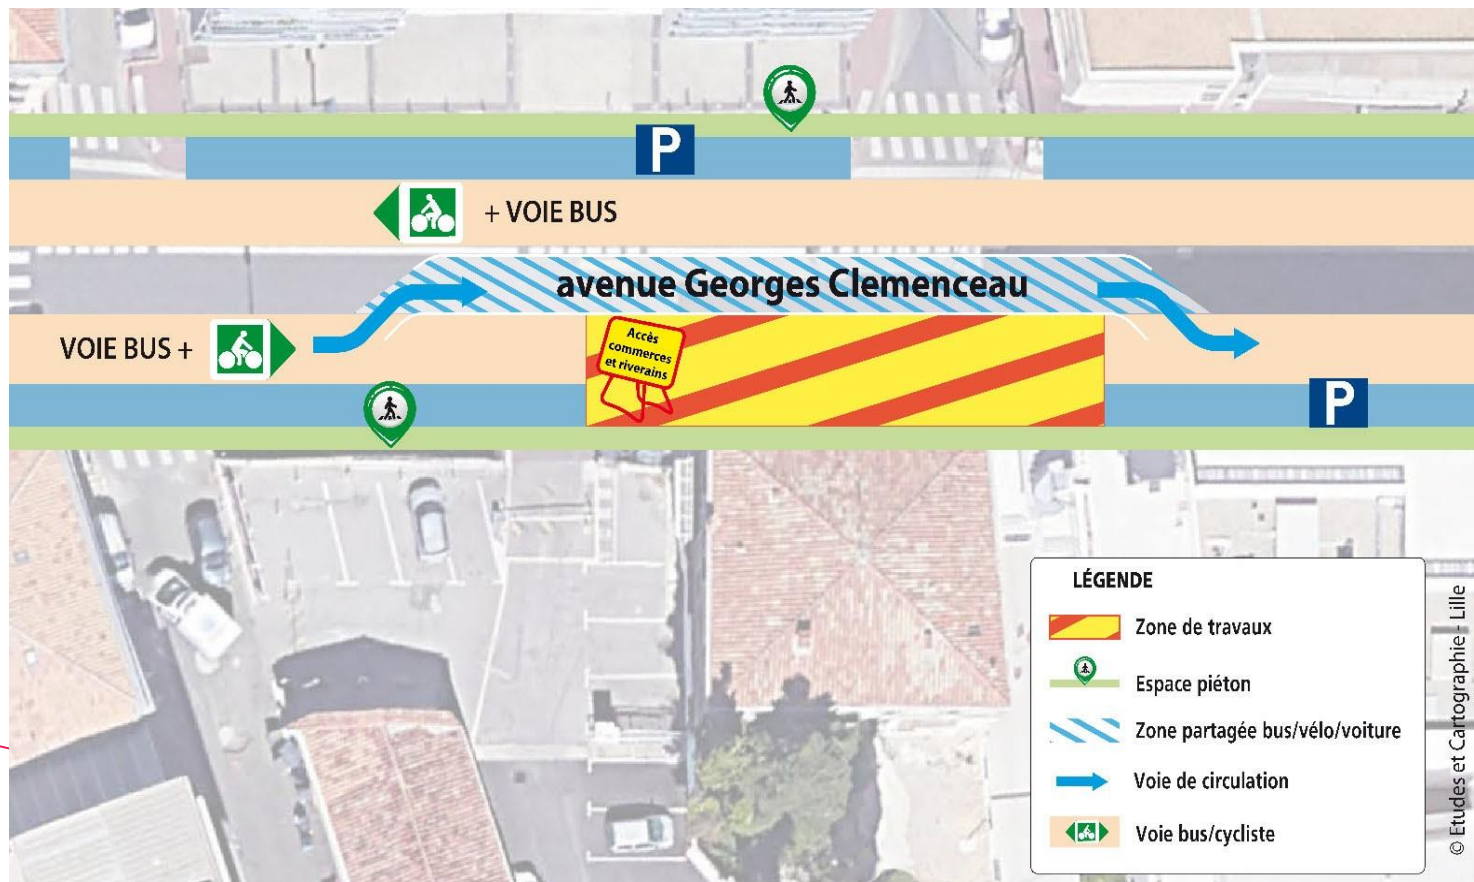 P
+ VOIE BUS
avenue Georges Clemenceau
VOIE BUS +
Accès
commerces
et riverains
P
LÉGENDE
Zone de travaux
Espace piéton
Zone partagée bus/vélo/voiture
Voie de circulation
Voie bus/cycliste
© Etudes et Cartographie - Lille